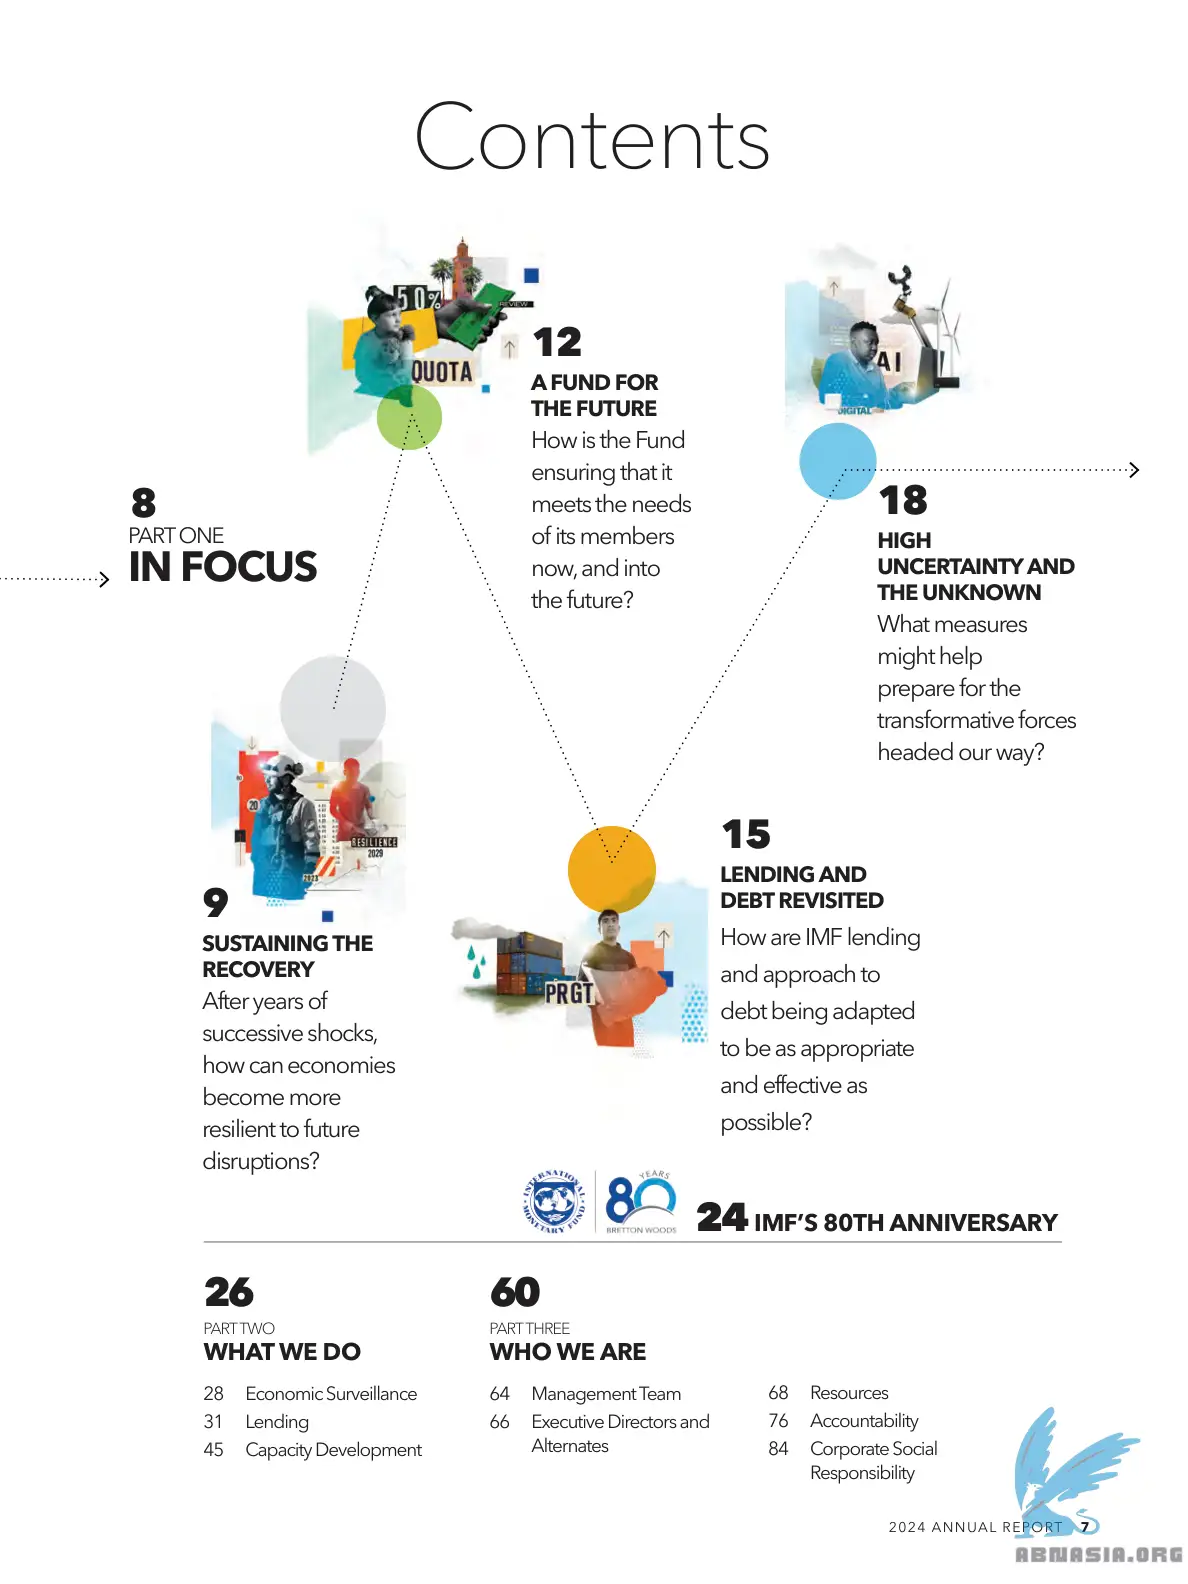 Contents
50%
REVIEW
QUOTA
12
A FUND FOR
THE FUTURE
How is the Fund
ensuring that it
meets the needs
of its members
now, and into
the future?
AI
DIGITAL
18
HIGH
UNCERTAINTY AND
THE UNKNOWN
What measures
might help
prepare for the
transformative forces
headed our way?
8
PART ONE
IN FOCUS
20
RESILIENCE
2029
2023
9
SUSTAINING THE
RECOVERY
After years of
successive shocks,
how can economies
become more
resilient to future
disruptions?
PRGT
15
LENDING AND
DEBT REVISITED
How are IMF lending
and approach to
debt being adapted
to be as appropriate
and effective as
possible?
INTERNATIONAL MONETARY FUND
80 YEARS
BRETTON WOODS
24 IMF'S 80TH ANNIVERSARY
26
PART TWO
WHAT WE DO
28 Economic Surveillance
31 Lending
45 Capacity Development
60
PART THREE
WHO WE ARE
64 Management Team
66 Executive Directors and
Alternates
68 Resources
76 Accountability
84 Corporate Social
Responsibility
2024 ANNUAL REPORT 7
ABNASIA.ORG